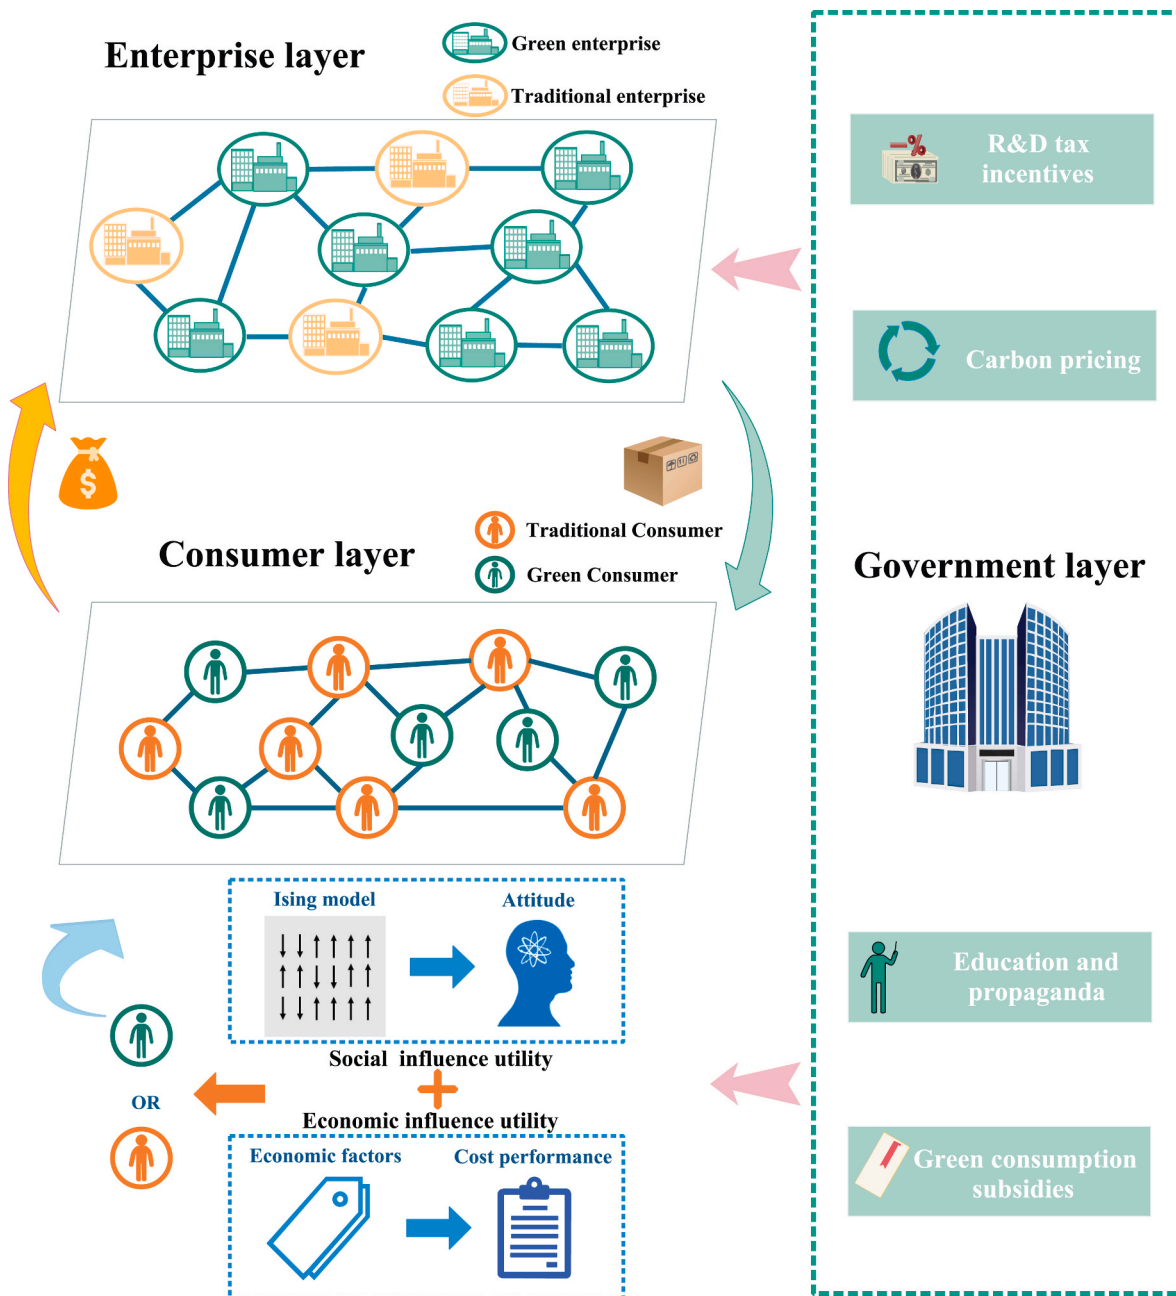 Enterprise layer
Green enterprise
Traditional enterprise
R&D tax
incentives
Carbon pricing
$
Traditional Consumer
Consumer layer
Green Consumer
Government layer
Ising model
Attitude
Education and
propaganda
Social influence utility
OR
Economic influence utility
Economic factors
Cost performance
Green consumption
subsidies